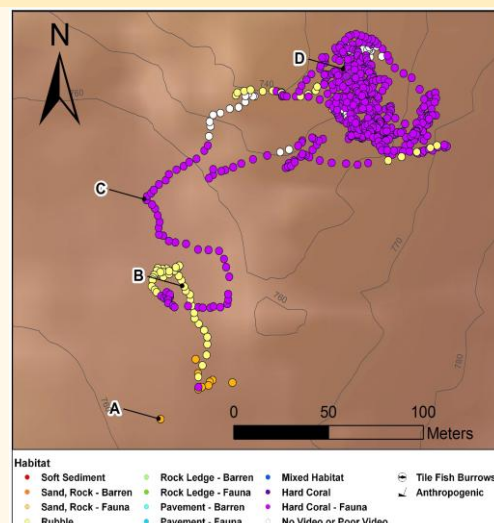 N
D
740
760
C
770
B
760
780
A
760
0 50 100
Meters
Habitat
Soft Sediment
Rock Ledge - Barren
Mixed Habitat
Tile Fish Burrows
Sand, Rock - Barren
Rock Ledge - Fauna
Hard Coral
Anthropogenic
Sand, Rock - Fauna
Pavement - Barren
Hard Coral - Fauna
Rubble
Pavement - Fauna
No Video or Poor Video